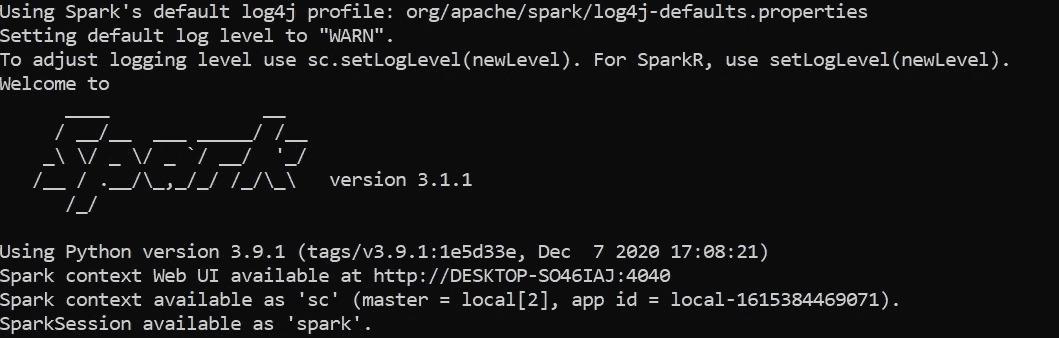 Using Spark's default log4j profile: org/apache/spark/log4j-defaults.properties
Setting default log level to "WARN".
To adjust logging level use sc.setLogLevel(newLevel). For SparkR, use setLogLevel(newLevel).
Welcome to
      ____              __
     / __/__  ___ _____/ /__
    _\ \/ _ \/ _ `/ __/  '_/
   /__ / .__/\_,_/_/ /_/\_\   version 3.1.1
      /_/
Using Python version 3.9.1 (tags/v3.9.1:1e5d33e, Dec  7 2020 17:08:21)
Spark context Web UI available at http://DESKTOP-SO46IAJ:4040
Spark context available as 'sc' (master = local[2], app id = local-1615384469071).
SparkSession available as 'spark'.